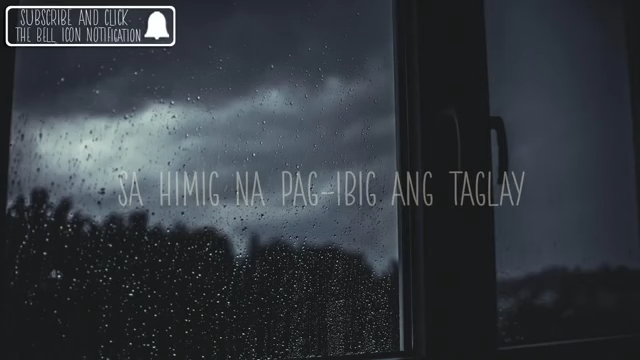 SUBSCRIBE AND CLICK
THE BELL ICON NOTIFICATION
SA HIMIG NA PAG-IBIG ANG TAGLAY